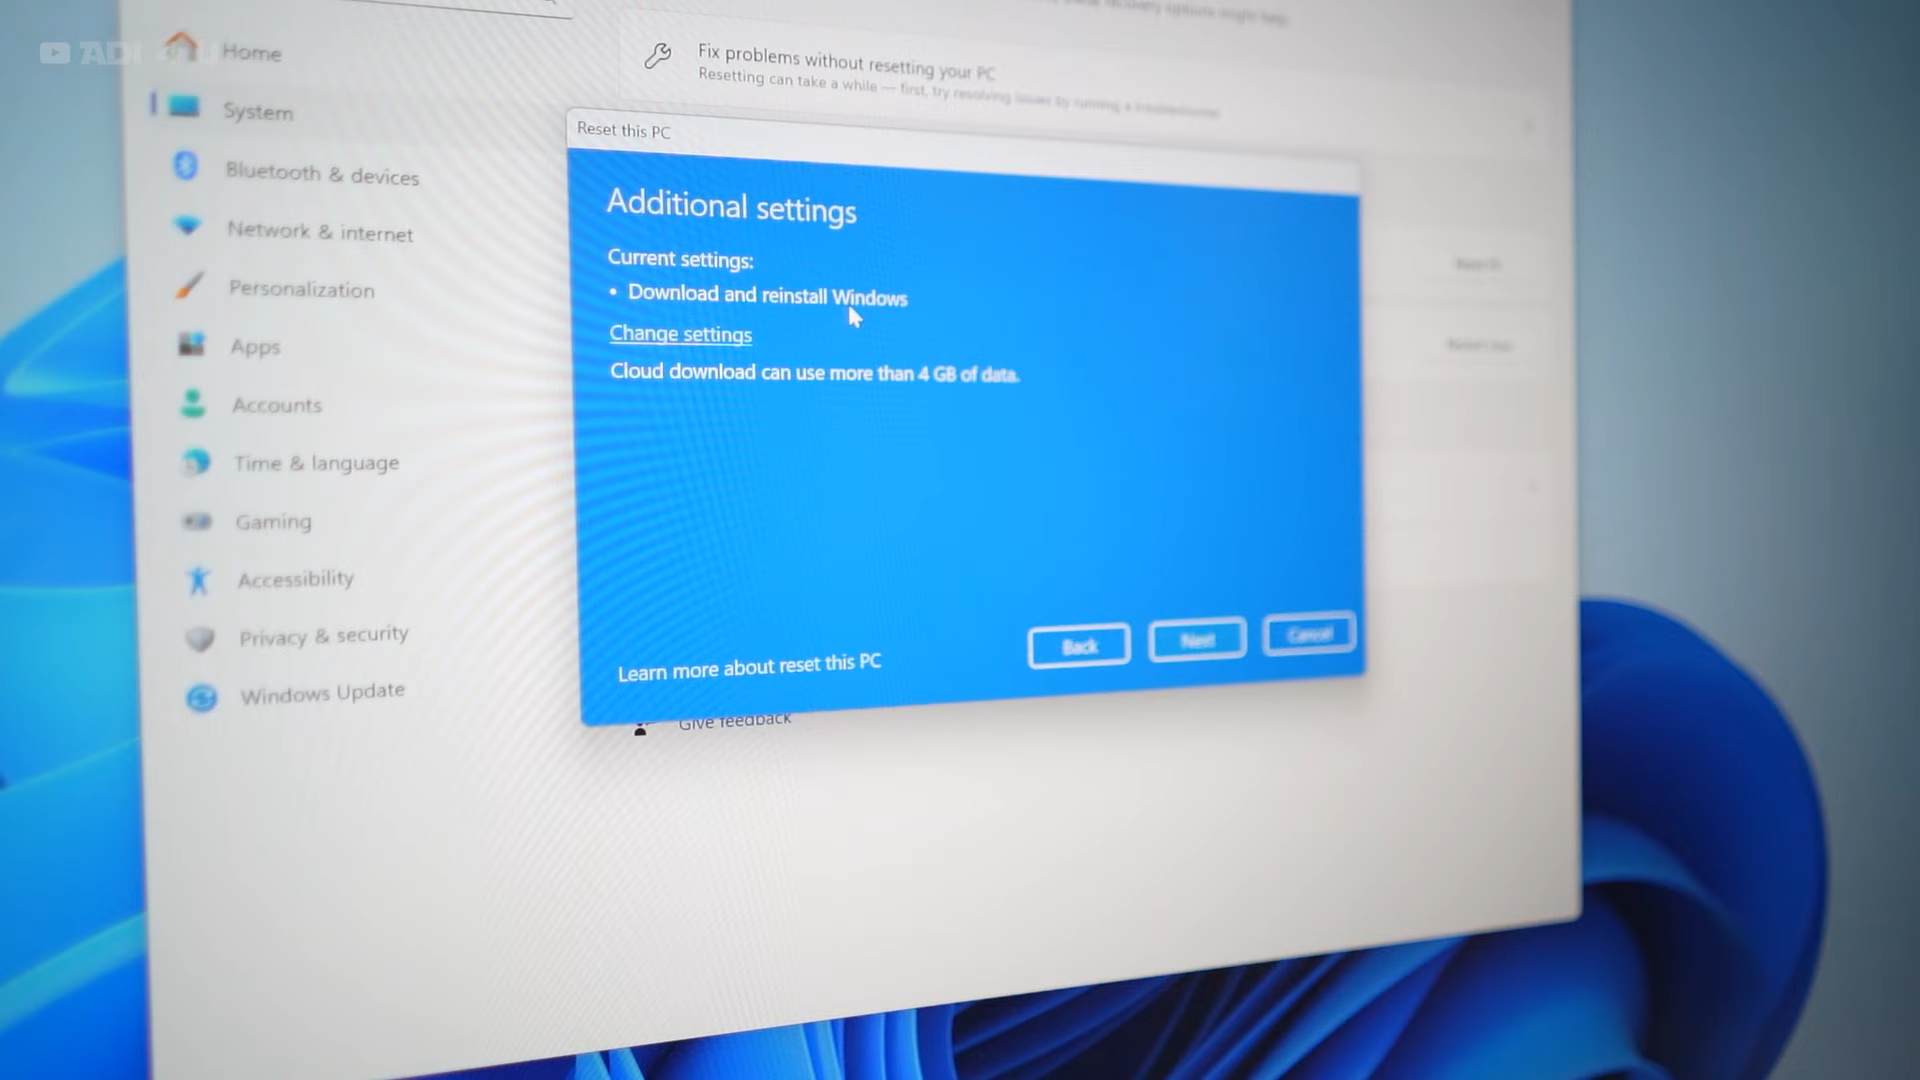 Home
Fix problems without resetting your PC
Resetting can take a while — first, try resolving issues by running a troubleshooter
System
Reset this PC
Bluetooth & devices
Additional settings
Network & internet
Current settings:
Personalization
• Download and reinstall Windows
Change settings
Apps
Cloud download can use more than 4 GB of data.
Accounts
Time & language
Gaming
Accessibility
Privacy & security
Back
Next
Cancel
Learn more about reset this PC
Windows Update
Give feedback